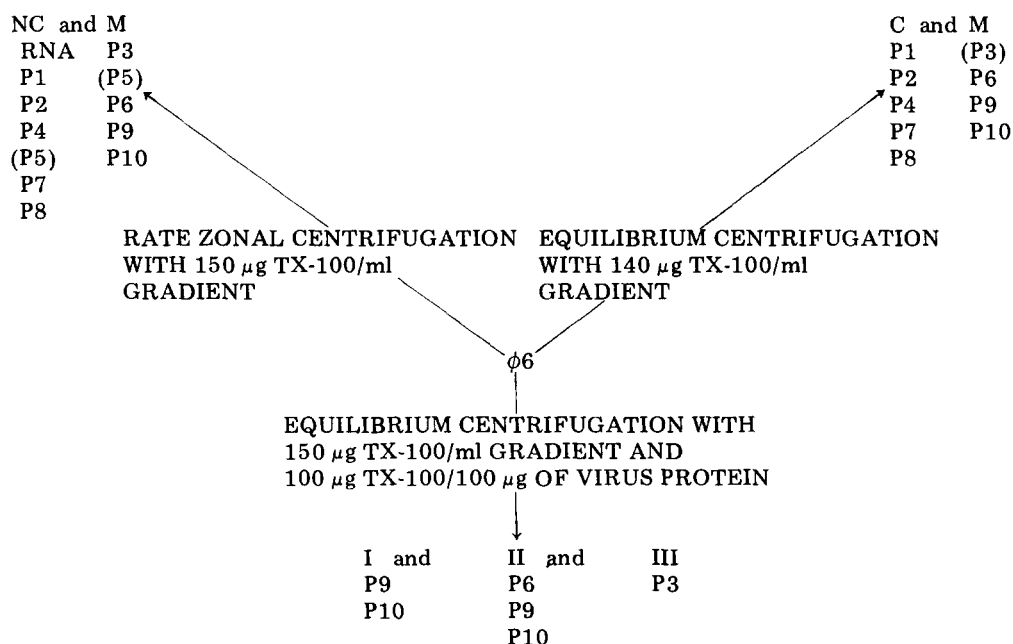 NC and M
RNA P3
P1 (P5)
P2 P6
P4 P9
(P5) P10
P7
P8
C and M
P1 (P3)
P2 P6
P4 P9
P7 P10
P8
RATE ZONAL CENTRIFUGATION
WITH 150 μg TX-100/ml
GRADIENT
EQUILIBRIUM CENTRIFUGATION
WITH 140 μg TX-100/ml
GRADIENT
φ6
EQUILIBRIUM CENTRIFUGATION WITH
150 μg TX-100/ml GRADIENT AND
100 μg TX-100/100 μg OF VIRUS PROTEIN
I and II and III
P9 P6 P3
P10 P9
P10